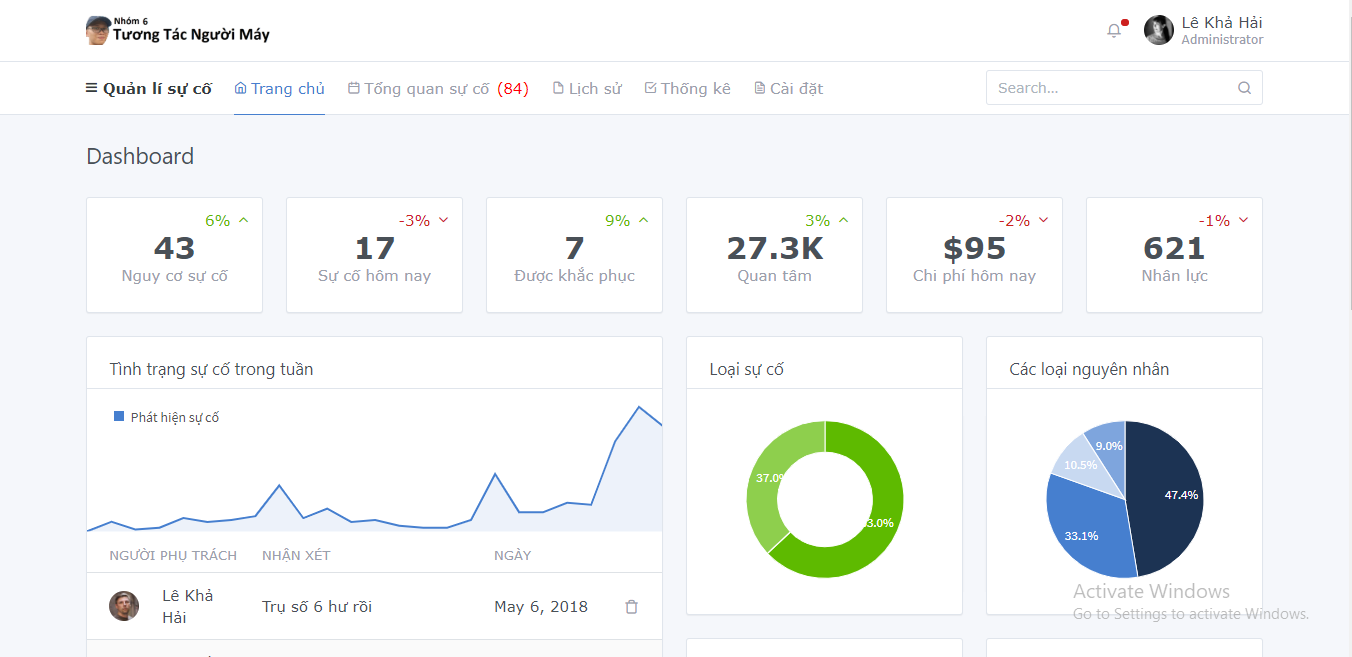 Nhóm 6
Tương Tác Người Máy
Lê Khả Hải
Administrator
Quản lí sự cố
Trang chủ
Tổng quan sự cố (84)
Lịch sử
Thống kê
Cài đặt
Search...
Dashboard
6%
43
Nguy cơ sự cố
-3%
17
Sự cố hôm nay
9%
7
Được khắc phục
3%
27.3K
Quan tâm
-2%
$95
Chi phí hôm nay
-1%
621
Nhân lực
Tình trạng sự cố trong tuần
Phát hiện sự cố
NGƯỜI PHỤ TRÁCH NHẬN XÉT NGÀY
Lê Khả
Hải
Trụ số 6 hư rồi
May 6, 2018
Loại sự cố
37.0%
3.0%
Các loại nguyên nhân
9.0%
10.5%
47.4%
33.1%
Activate Windows
Go to Settings to activate Windows.